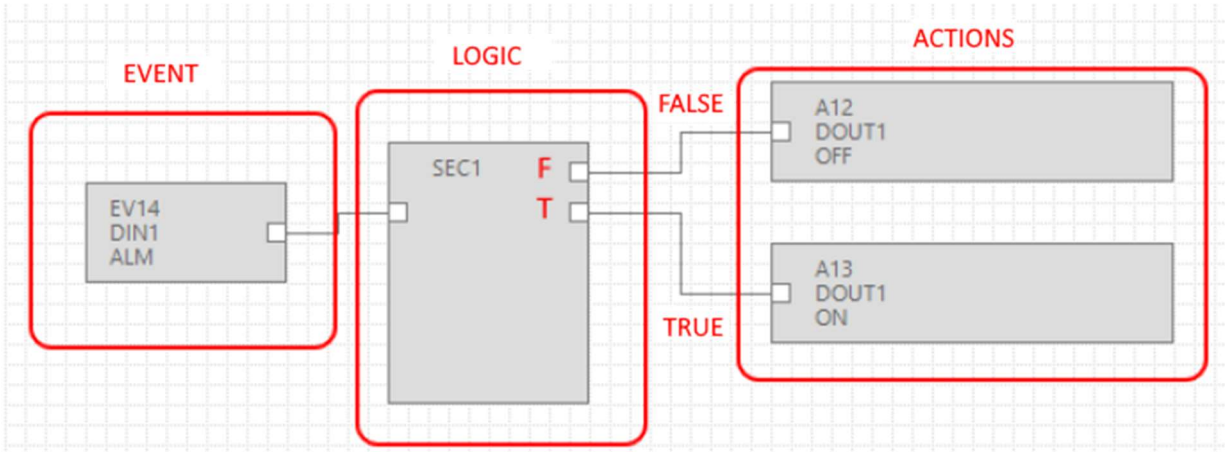 EVENT
EV14
DIN1
ALM
LOGIC
SEC1
F
T
FALSE
TRUE
ACTIONS
A12
DOUT1
OFF
A13
DOUT1
ON